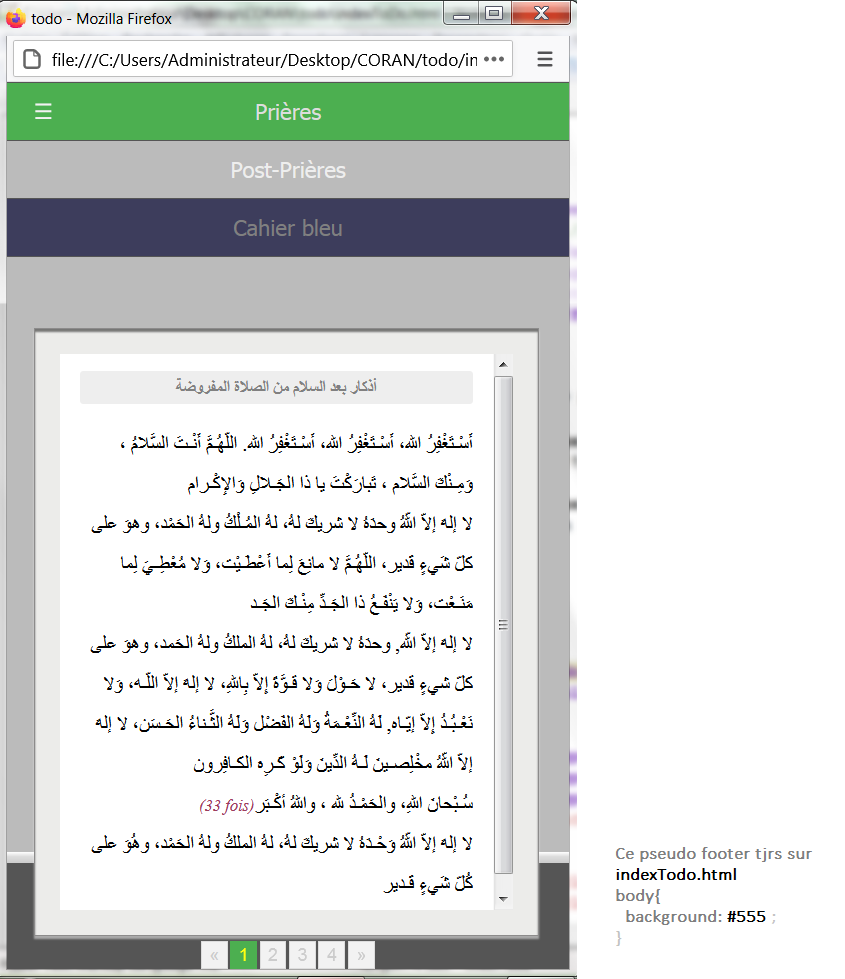 todo - Mozilla Firefox
file:///C:/Users/Administrateur/Desktop/CORAN/todo/in
☰ Prières
Post-Prières
Cahier bleu
أذكار بعد السلام من الصلاة المفروضة
أَسْـتَغْفِرُ الله، أَسْـتَغْفِرُ الله، أَسْـتَغْفِرُ الله. اللّهُـمَّ أَنْـتَ السَّلامُ ،
وَمِـنْكَ السَّلام ، تَبارَكْتَ يا ذا الجَـلالِ وَالإِكْـرام
لا إلهَ إلاّ اللّهُ وحدَهُ لا شريكَ لهُ، لهُ المُـلْكُ ولهُ الحَمْد، وهوَ على
كلّ شَيءٍ قَدير، اللّهُـمَّ لا مانِعَ لِما أَعْطَـيْت، وَلا مُعْطِـيَ لِما
مَنَـعْت، وَلا يَنْفَـعُ ذا الجَـدِّ مِنْـكَ الجَـد
لا إلهَ إلاّ اللّه, وحدَهُ لا شريكَ لهُ، لهُ الملكُ ولهُ الحَمد، وهوَ على
كلّ شيءٍ قدير، لا حَـوْلَ وَلا قـوَّةَ إِلاّ بِاللهِ، لا إلهَ إلاّ اللّـه، وَلا
نَعْـبُـدُ إِلاّ إيّـاه, لَهُ النِّعْـمَةُ وَلَهُ الفَضْل وَلَهُ الثَّـناءُ الحَـسَن، لا إلهَ
إلاّ اللّهُ مخْلِصـينَ لَـهُ الدِّينَ وَلَوْ كَـرِهَ الكـافِرون
سُـبْحانَ اللهِ، والحَمْـدُ لله ، واللهُ أكْـبَر (33 fois)
لا إلهَ إلاّ اللّهُ وَحْـدَهُ لا شريكَ لهُ، لهُ الملكُ ولهُ الحَمْد، وهُوَ على
كُلّ شَيءٍ قَـدير
« 1 2 3 4 »
Ce pseudo footer tjrs sur
indexTodo.html
body{
background: #555 ;
}